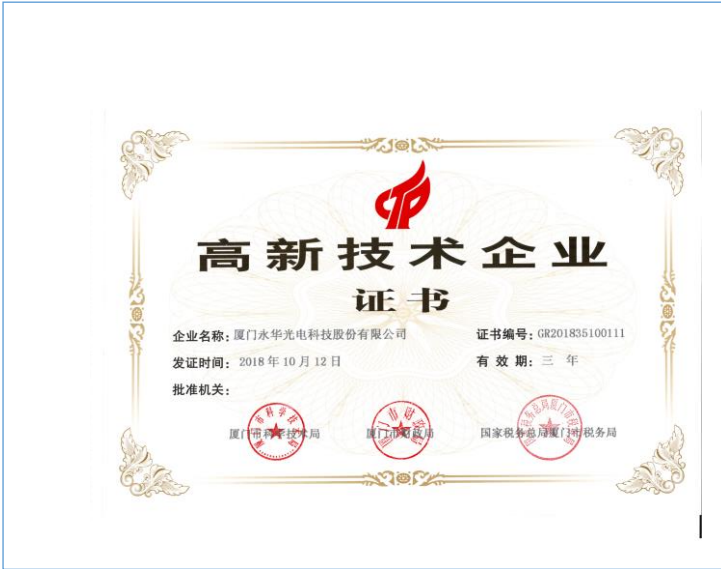 高新技术企业
证书
企业名称：厦门永华光电科技股份有限公司 证书编号：GR201835100111
发证时间：2018年10月12日 有效期：三年
批准机关：
厦门市科学技术局 厦门市财政局 国家税务总局厦门市税务局